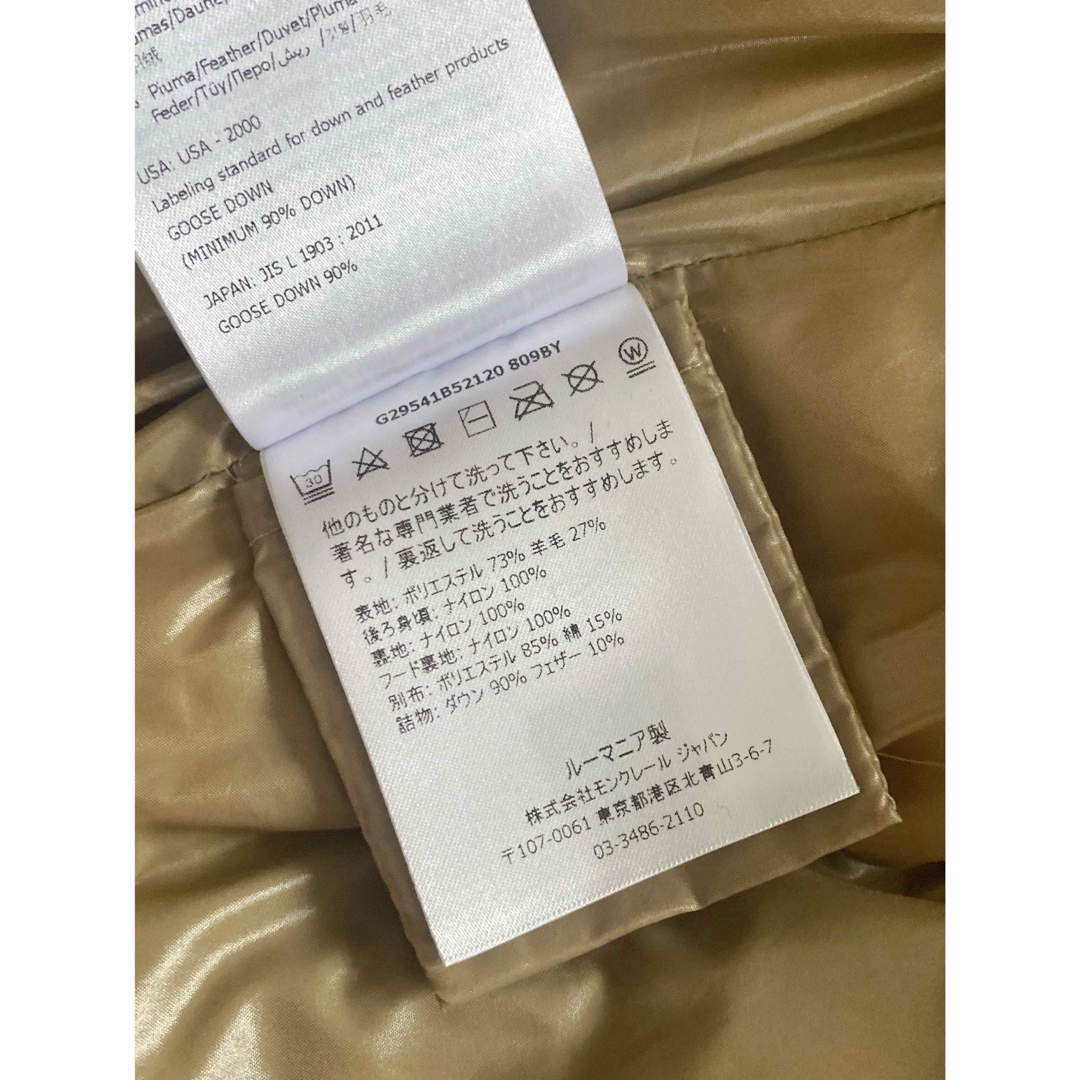 Piuma/Feather/Duvet/Pluma
Feder/Tüy/Перо/ريش/נוצה/羽毛
USA: USA - 2000
Labeling standard for down and feather products
GOOSE DOWN
(MINIMUM 90% DOWN)
JAPAN: JIS L 1903 : 2011
GOOSE DOWN 90%
G29541B52120 809BY
30
W
他のものと分けて洗って下さい。/
著名な専門業者で洗うことをおすすめしま
す。/ 裏返して洗うことをおすすめします。
表地: ポリエステル 73% 羊毛 27%
後ろ身頃: ナイロン 100%
裏地: ナイロン 100%
フード裏地: ナイロン 100%
別布: ポリエステル 85% 綿 15%
詰物: ダウン 90% フェザー 10%
ルーマニア製
株式会社モンクレール ジャパン
〒107-0061 東京都港区北青山3-6-7
03-3486-2110